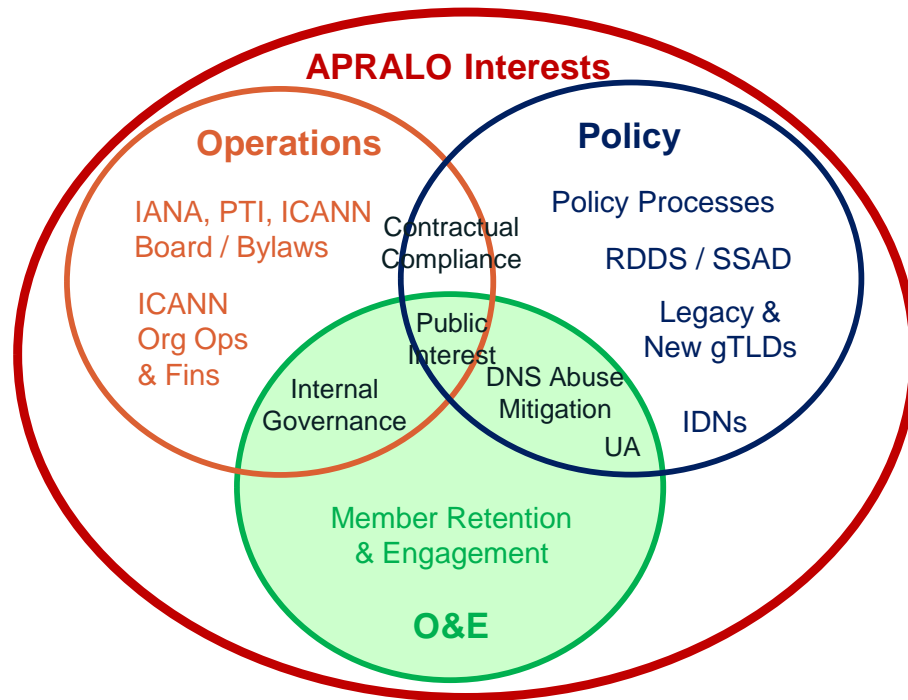 APRALO Interests
Operations
Policy
IANA, PTI, ICANN
Board / Bylaws
ICANN
Org Ops
& Fins
Contractual
Compliance
Policy Processes
RDDS / SSAD
Legacy &
New gTLDs
IDNs
Public
Interest
Internal
Governance
DNS Abuse
Mitigation
UA
Member Retention
& Engagement
O&E